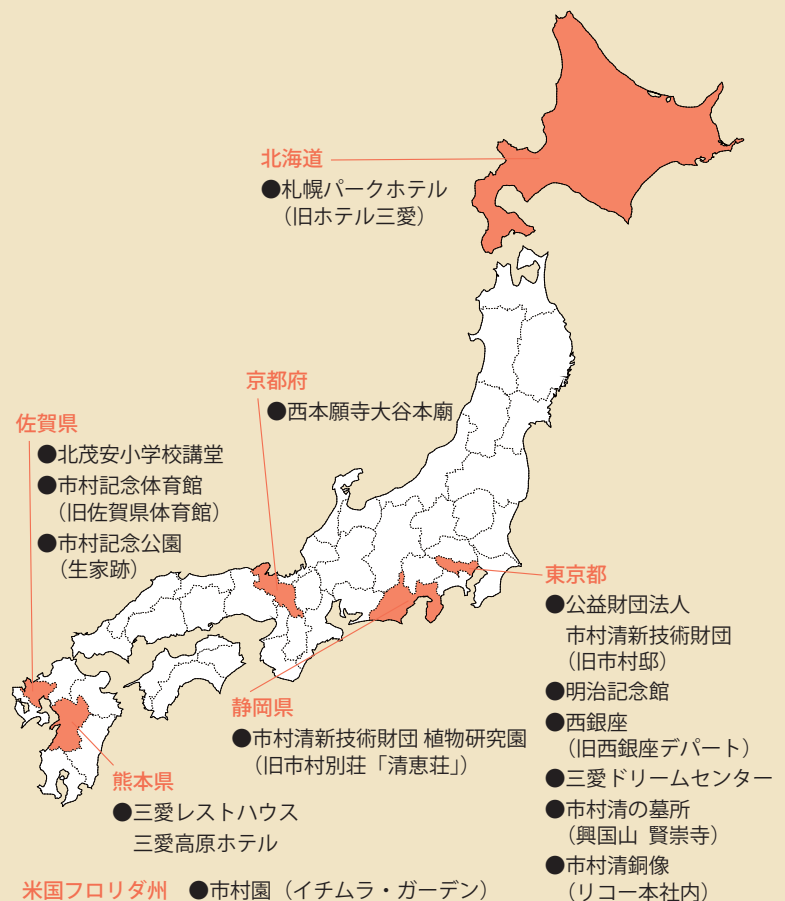 北海道
●札幌パークホテル
（旧ホテル三愛）
京都府
●西本願寺大谷本廟
佐賀県
●北茂安小学校講堂
●市村記念体育館
（旧佐賀県体育館）
●市村記念公園
（生家跡）
東京都
●公益財団法人
市村清新技術財団
（旧市村邸）
●明治記念館
●西銀座
（旧西銀座デパート）
●三愛ドリームセンター
●市村清の墓所
（興国山 賢崇寺）
●市村清銅像
（リコー本社内）
静岡県
●市村清新技術財団 植物研究園
（旧市村別荘「清恵荘」）
熊本県
●三愛レストハウス
三愛高原ホテル
米国フロリダ州 ●市村園（イチムラ・ガーデン）